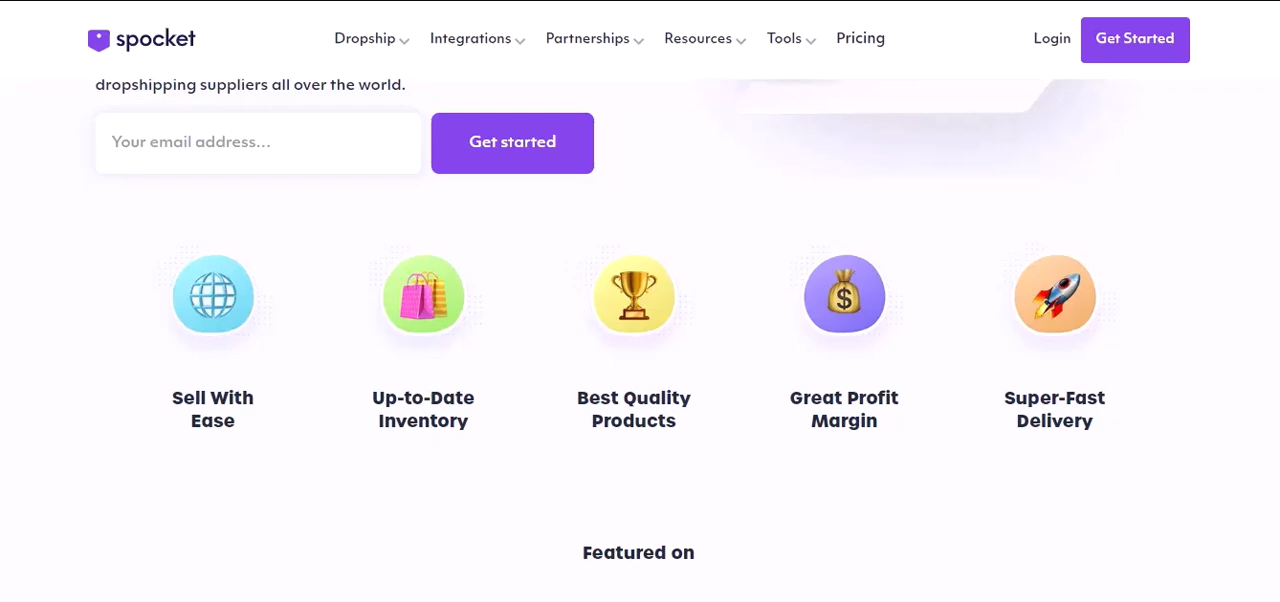 spocket
Dropship
Integrations
Partnerships
Resources
Tools
Pricing
Login
Get Started
dropshipping suppliers all over the world.
Your email address...
Get started
Sell With
Ease
Up-to-Date
Inventory
Best Quality
Products
Great Profit
Margin
Super-Fast
Delivery
Featured on